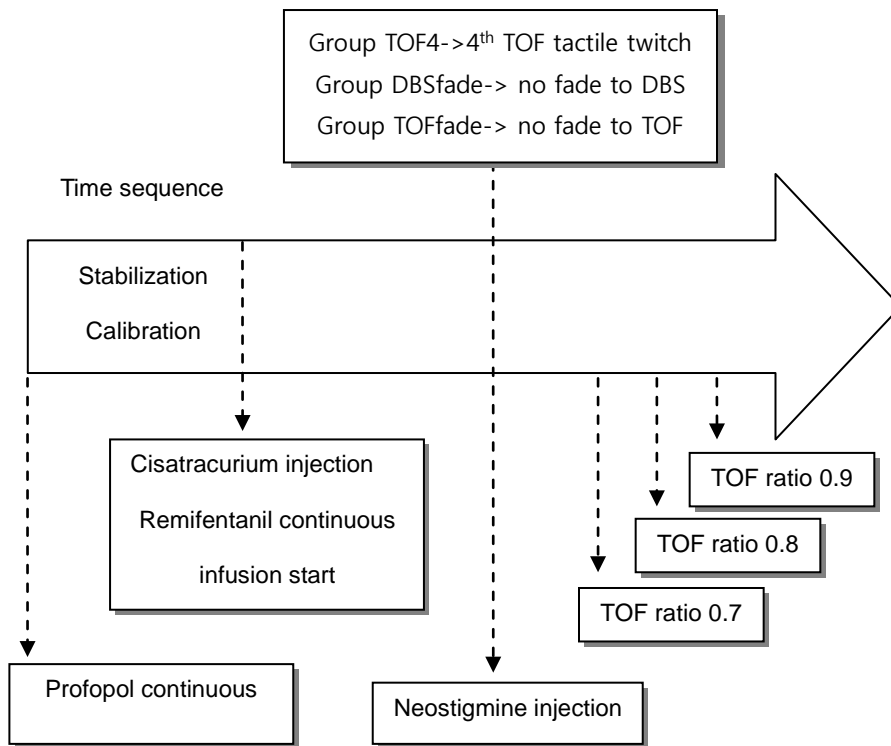 Group TOF4->4th TOF tactile twitch
Group DBSfade-> no fade to DBS
Group TOFfade-> no fade to TOF
Time sequence
Stabilization
Calibration
Cisatracurium injection
Remifentanil continuous
infusion start
TOF ratio 0.9
TOF ratio 0.8
TOF ratio 0.7
Profopol continuous
Neostigmine injection